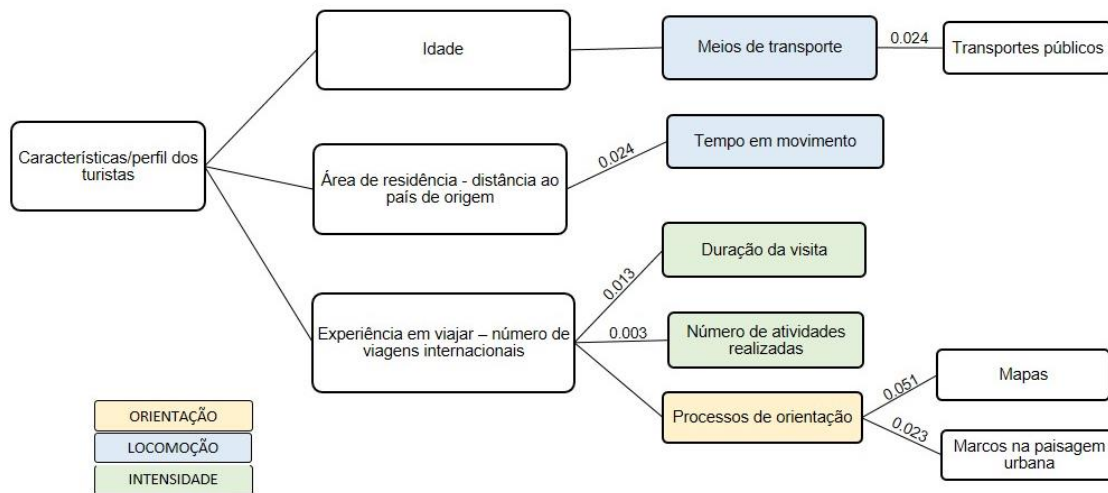 Idade
Meios de transporte
0.024
Transportes públicos
Características/perfil dos
turistas
Área de residência - distância ao
país de origem
0.024
Tempo em movimento
Experiência em viajar – número de
viagens internacionais
0.013
Duração da visita
0.003
Número de atividades
realizadas
Processos de orientação
0.051
Mapas
0.023
Marcos na paisagem
urbana
ORIENTAÇÃO
LOCOMOÇÃO
INTENSIDADE